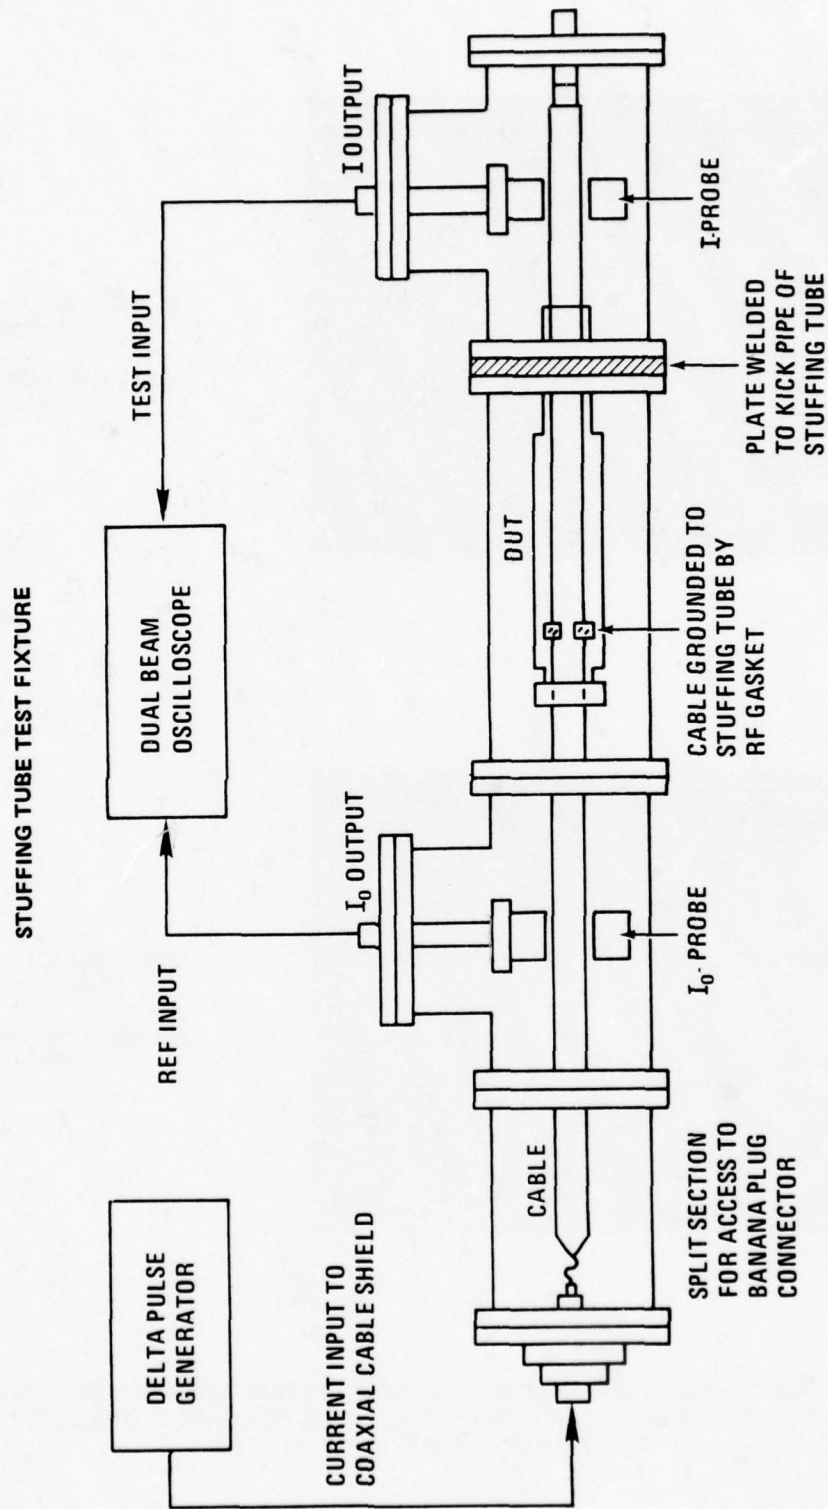 STUFFING TUBE TEST FIXTURE
DELTA PULSE
GENERATOR
DUAL BEAM
OSCILLOSCOPE
REF INPUT
TEST INPUT
CURRENT INPUT TO
COAXIAL CABLE SHIELD
I₀ OUTPUT
I OUTPUT
CABLE
DUT
SPLIT SECTION
FOR ACCESS TO
BANANA PLUG
CONNECTOR
I₀-PROBE
CABLE GROUNDED TO
STUFFING TUBE BY
RF GASKET
PLATE WELDED
TO KICK PIPE OF
STUFFING TUBE
I-PROBE